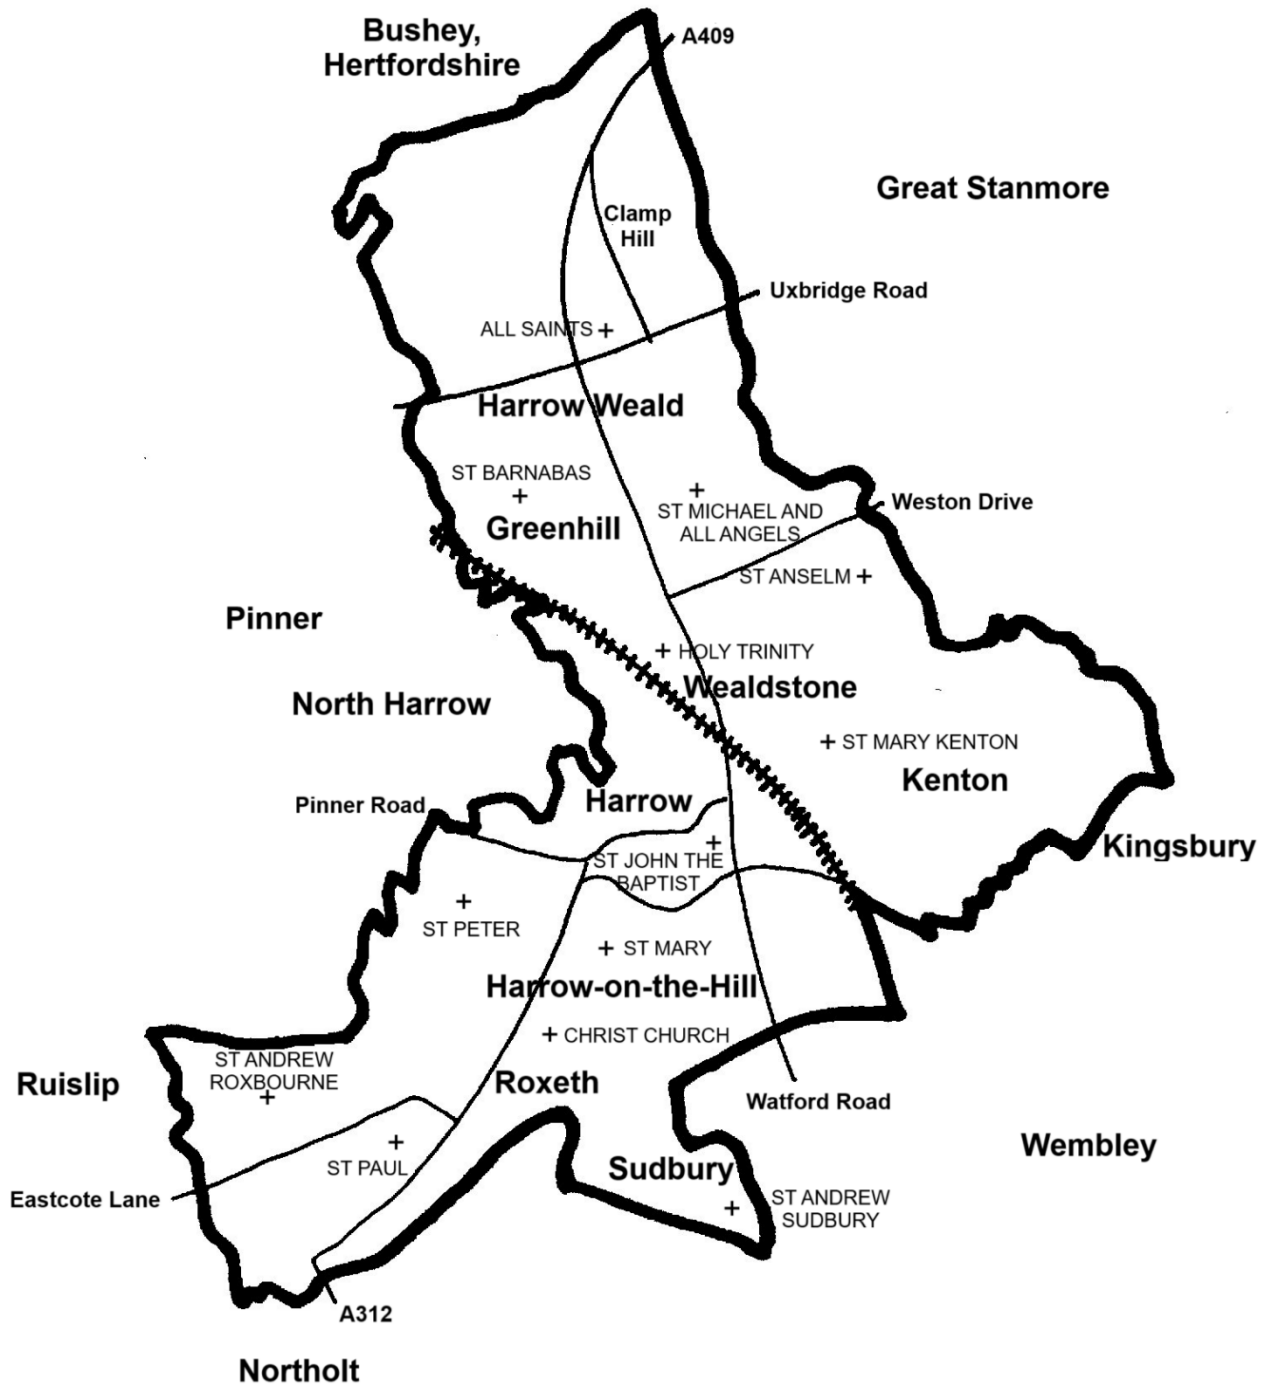 Bushey,
Hertfordshire
A409
Great Stanmore
Clamp
Hill
Uxbridge Road
ALL SAINTS
Harrow Weald
ST BARNABAS
Greenhill
ST MICHAEL AND
ALL ANGELS
Weston Drive
ST ANSELM
Pinner
HOLY TRINITY
Wealdstone
North Harrow
ST MARY KENTON
Kenton
Harrow
Pinner Road
Kingsbury
ST JOHN THE
BAPTIST
ST PETER
ST MARY
Harrow-on-the-Hill
CHRIST CHURCH
ST ANDREW
ROXBOURNE
Ruislip
Roxeth
Watford Road
Wembley
ST PAUL
Sudbury
Eastcote Lane
ST ANDREW
SUDBURY
A312
Northolt